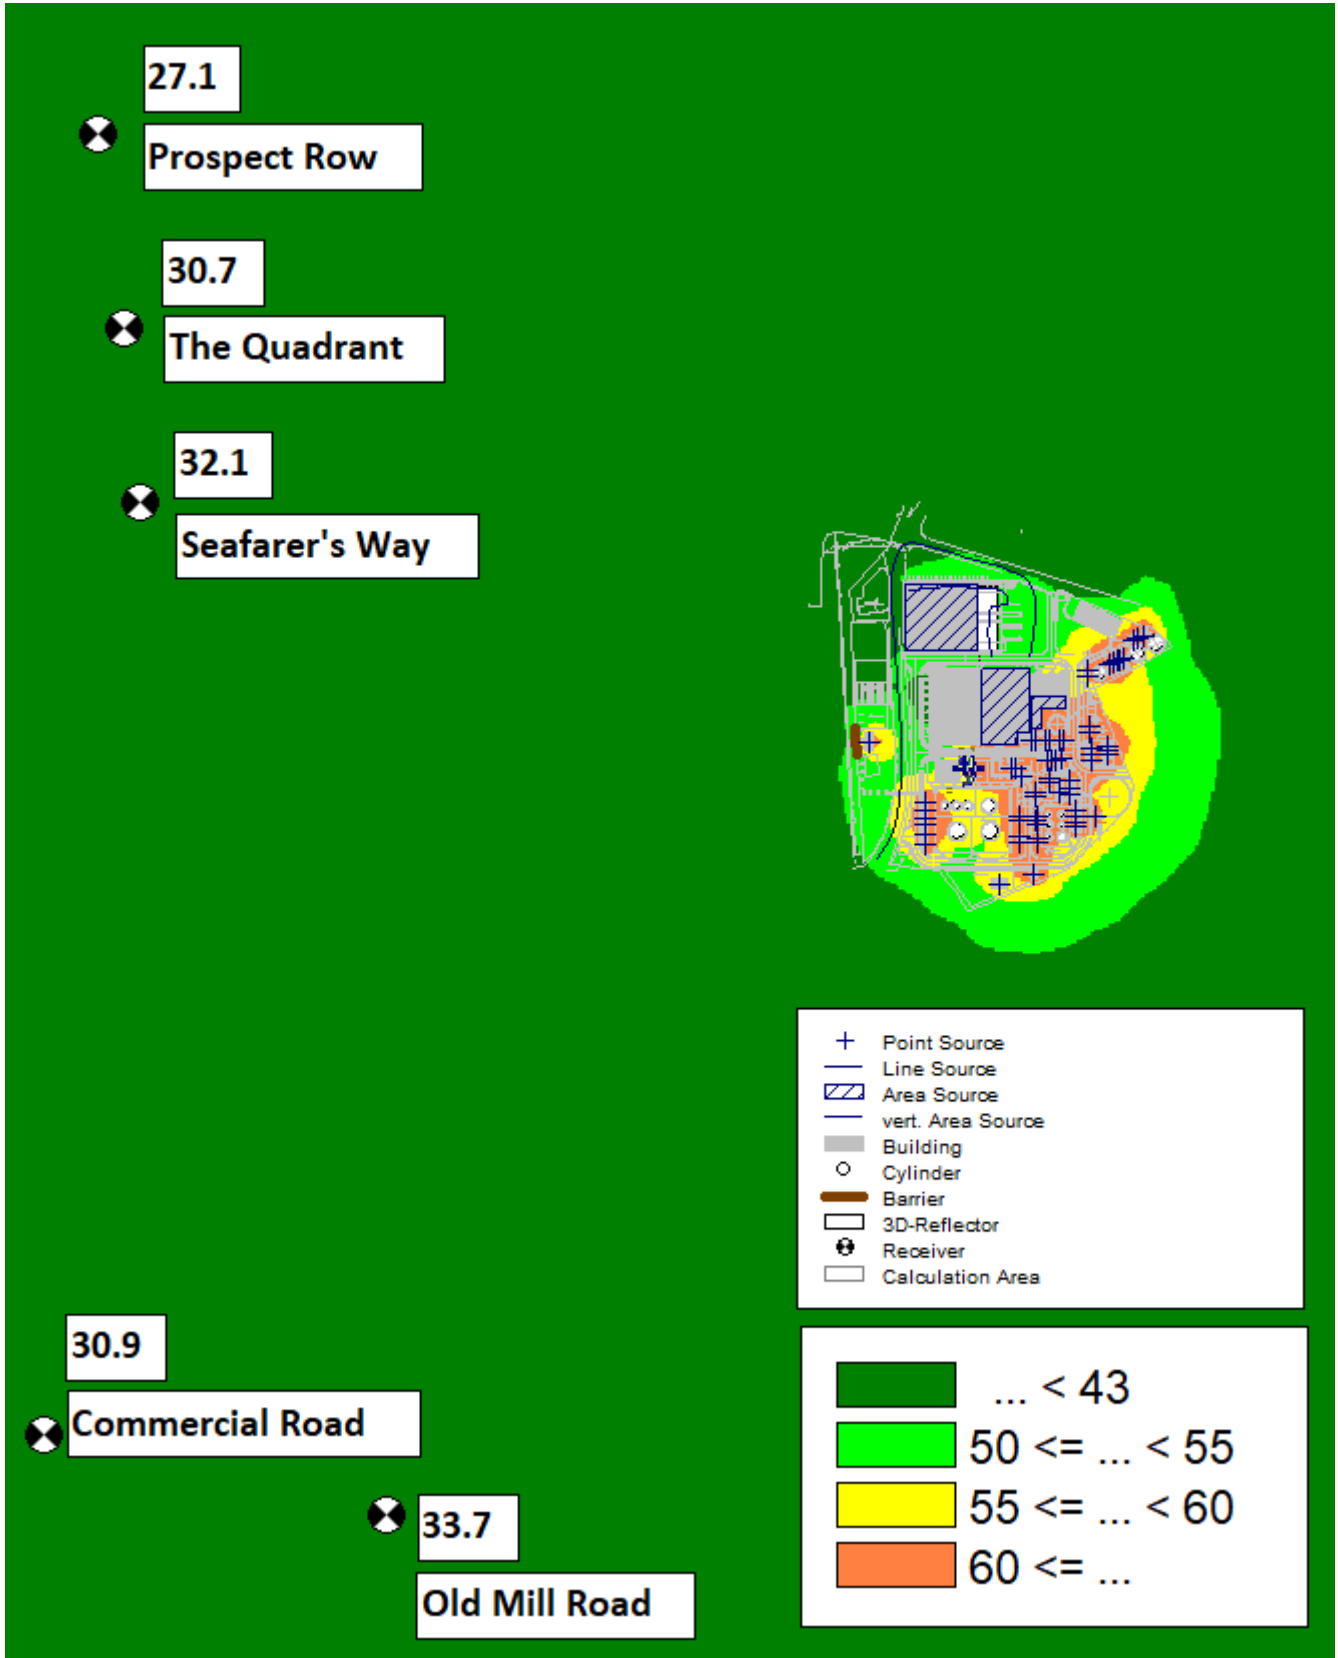 27.1
Prospect Row
30.7
The Quadrant
32.1
Seafarer's Way
Point Source
Line Source
Area Source
vert. Area Source
Building
Cylinder
Barrier
3D-Reflector
Receiver
Calculation Area
30.9
Commercial Road
33.7
Old Mill Road
... < 43
50 <= ... < 55
55 <= ... < 60
60 <= ...